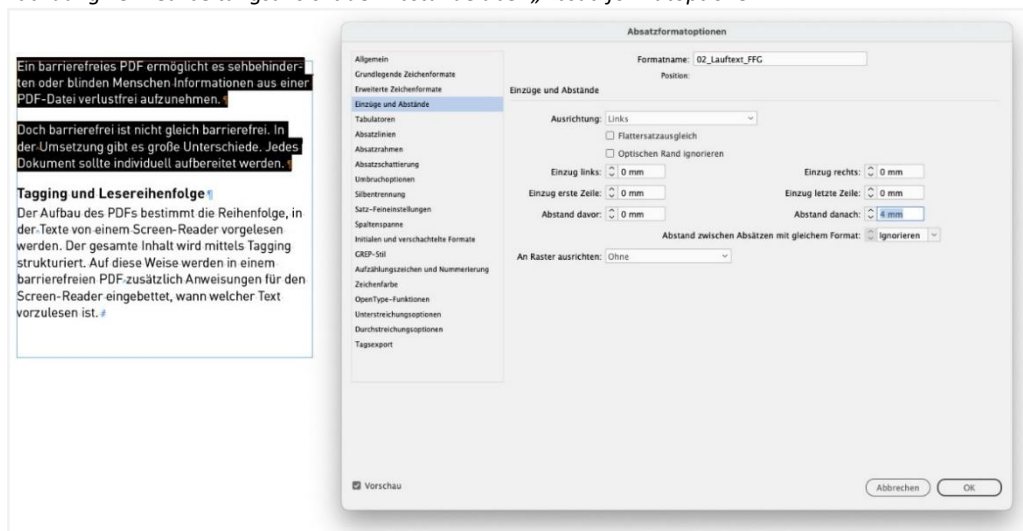 Ein barrierefreies PDF ermöglicht es sehbehinder-
ten oder blinden Menschen Informationen aus einer
PDF-Datei verlustfrei aufzunehmen. ¶
Doch barrierefrei ist nicht gleich barrierefrei. In
der Umsetzung gibt es große Unterschiede. Jedes
Dokument sollte individuell aufbereitet werden. ¶
Tagging und Lesereihenfolge¶
Der Aufbau des PDFs bestimmt die Reihenfolge, in
der Texte von einem Screen-Reader vorgelesen
werden. Der gesamte Inhalt wird mittels Tagging
strukturiert. Auf diese Weise werden in einem
barrierefreien PDF zusätzlich Anweisungen für den
Screen-Reader eingebettet, wann welcher Text
vorzulesen ist. #
Absatzformatoptionen
Allgemein
Grundlegende Zeichenformate
Erweiterte Zeichenformate
Einzüge und Abstände
Tabulatoren
Absatzlinien
Absatzrahmen
Absatzschattierung
Umbruchoptionen
Silbentrennung
Satz-Feineinstellungen
Spaltenspanne
Initialen und verschachtelte Formate
GREP-Stil
Aufzählungszeichen und Nummerierung
Zeichenfarbe
OpenType-Funktionen
Unterstreichungsoptionen
Durchstreichungsoptionen
Tagsexport
Formatname: 02_Lauftext_FFG
Position:
Einzüge und Abstände
Ausrichtung: Links
Flattersatzausgleich
Optischen Rand ignorieren
Einzug links: 0 mm Einzug rechts: 0 mm
Einzug erste Zeile: 0 mm Einzug letzte Zeile: 0 mm
Abstand davor: 0 mm Abstand danach: 4 mm
Abstand zwischen Absätzen mit gleichem Format: Ignorieren
An Raster ausrichten: Ohne
Vorschau
Abbrechen OK